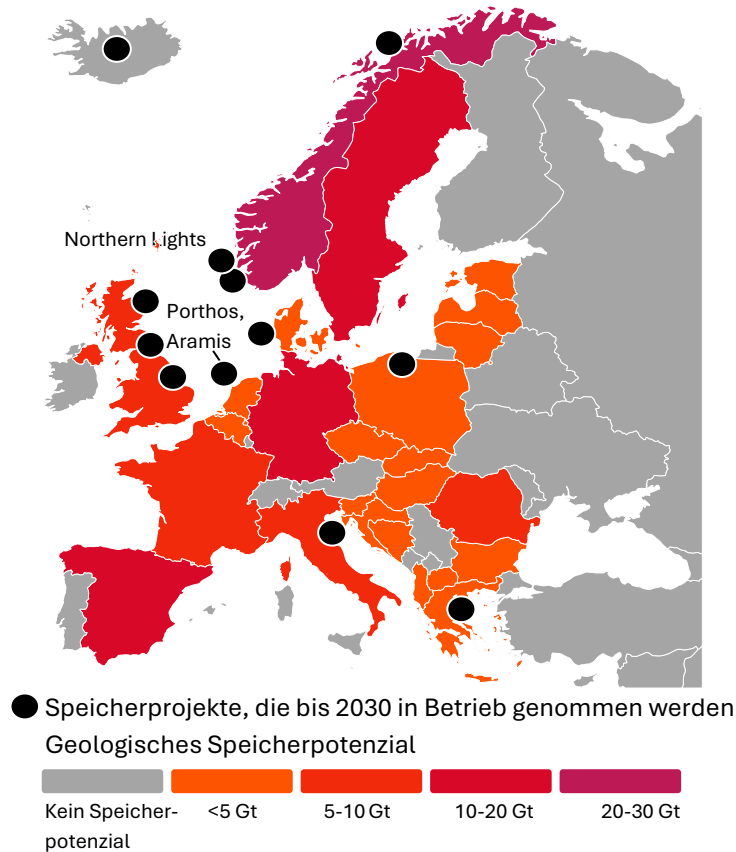 Northern Lights
Porthos,
Aramis
Speicherprojekte, die bis 2030 in Betrieb genommen werden
Geologisches Speicherpotenzial
Kein Speicher-
potenzial
<5 Gt
5-10 Gt
10-20 Gt
20-30 Gt